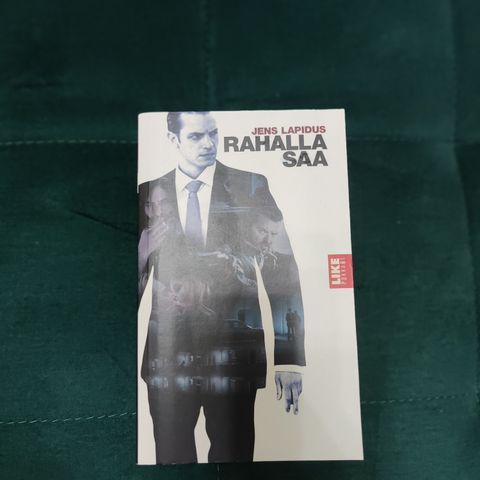 JENS LAPIDUS
RAHALLA
SAA
LIKE
POKKARI